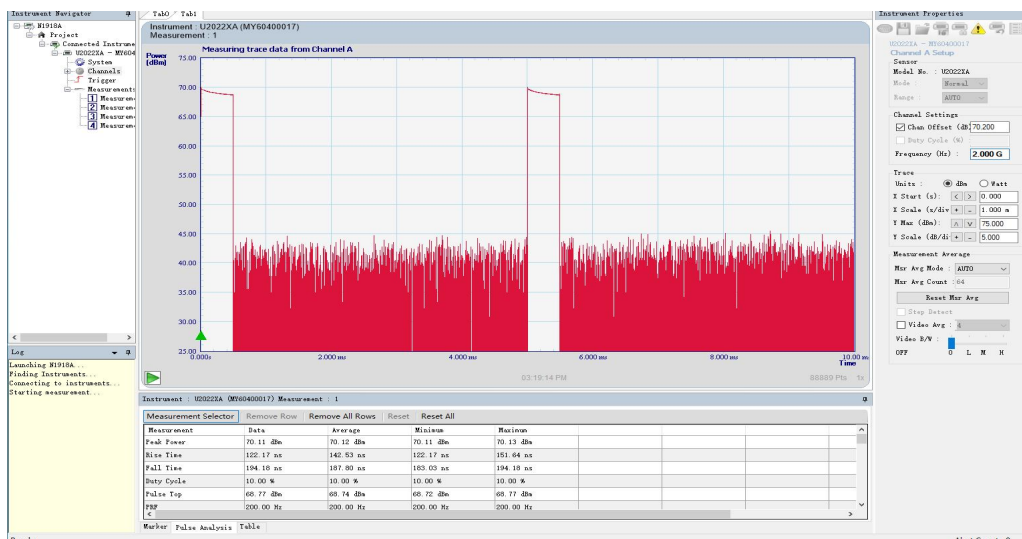 Instrument Navigator
N1918A
Project
Connected Instrume
U2022XA - MY604
System
Channels
Trigger
Measurements
1 Measurem
2 Measurem
3 Measurem
4 Measurem
Log
Launching N1918A...
Finding Instruments...
Connecting to instruments...
Starting measurement...
Tab0 Tab1
Instrument : U2022XA (MY60400017)
Measurement : 1
Power (dBm)
Measuring trace data from Channel A
75.00
70.00
65.00
60.00
55.00
50.00
45.00
40.00
35.00
30.00
25.00
0.000s 2.000 ms 4.000 ms 6.000 ms 8.000 ms 10.00 m
Time
03:19:14 PM 88889 Pts 1x
Instrument : U2022XA (MY60400017) Measurement : 1
Measurement Selector Remove Row Remove All Rows Reset Reset All
Measurement Data Average Minimum Maximum
Peak Power 70.11 dBm 70.12 dBm 70.11 dBm 70.13 dBm
Rise Time 122.17 ns 142.53 ns 122.17 ns 151.64 ns
Fall Time 194.18 ns 187.80 ns 183.03 ns 194.18 ns
Duty Cycle 10.00 % 10.00 % 10.00 % 10.00 %
Pulse Top 68.77 dBm 68.74 dBm 68.72 dBm 68.77 dBm
PRF 200.00 Hz 200.00 Hz 200.00 Hz 200.00 Hz
Marker Pulse Analysis Table
Instrument Properties
U2022XA - MY60400017
Channel A Setup
Sensor
Model No. : U2022XA
Mode : Normal
Range : AUTO
Channel Settings
Chan Offset (dB) 70.200
Duty Cycle (%)
Frequency (Hz) : 2.000 G
Trace
Units : dBm Watt
X Start (s): < > 0.000
X Scale (s/div + - 1.000 m
Y Max (dBm): 75.000
Y Scale (dB/di + - 5.000
Measurement Average
Msr Avg Mode : AUTO
Msr Avg Count : 64
Reset Msr Avg
Step Detect
Video Avg : 4
Video B/W :
OFF O L M H